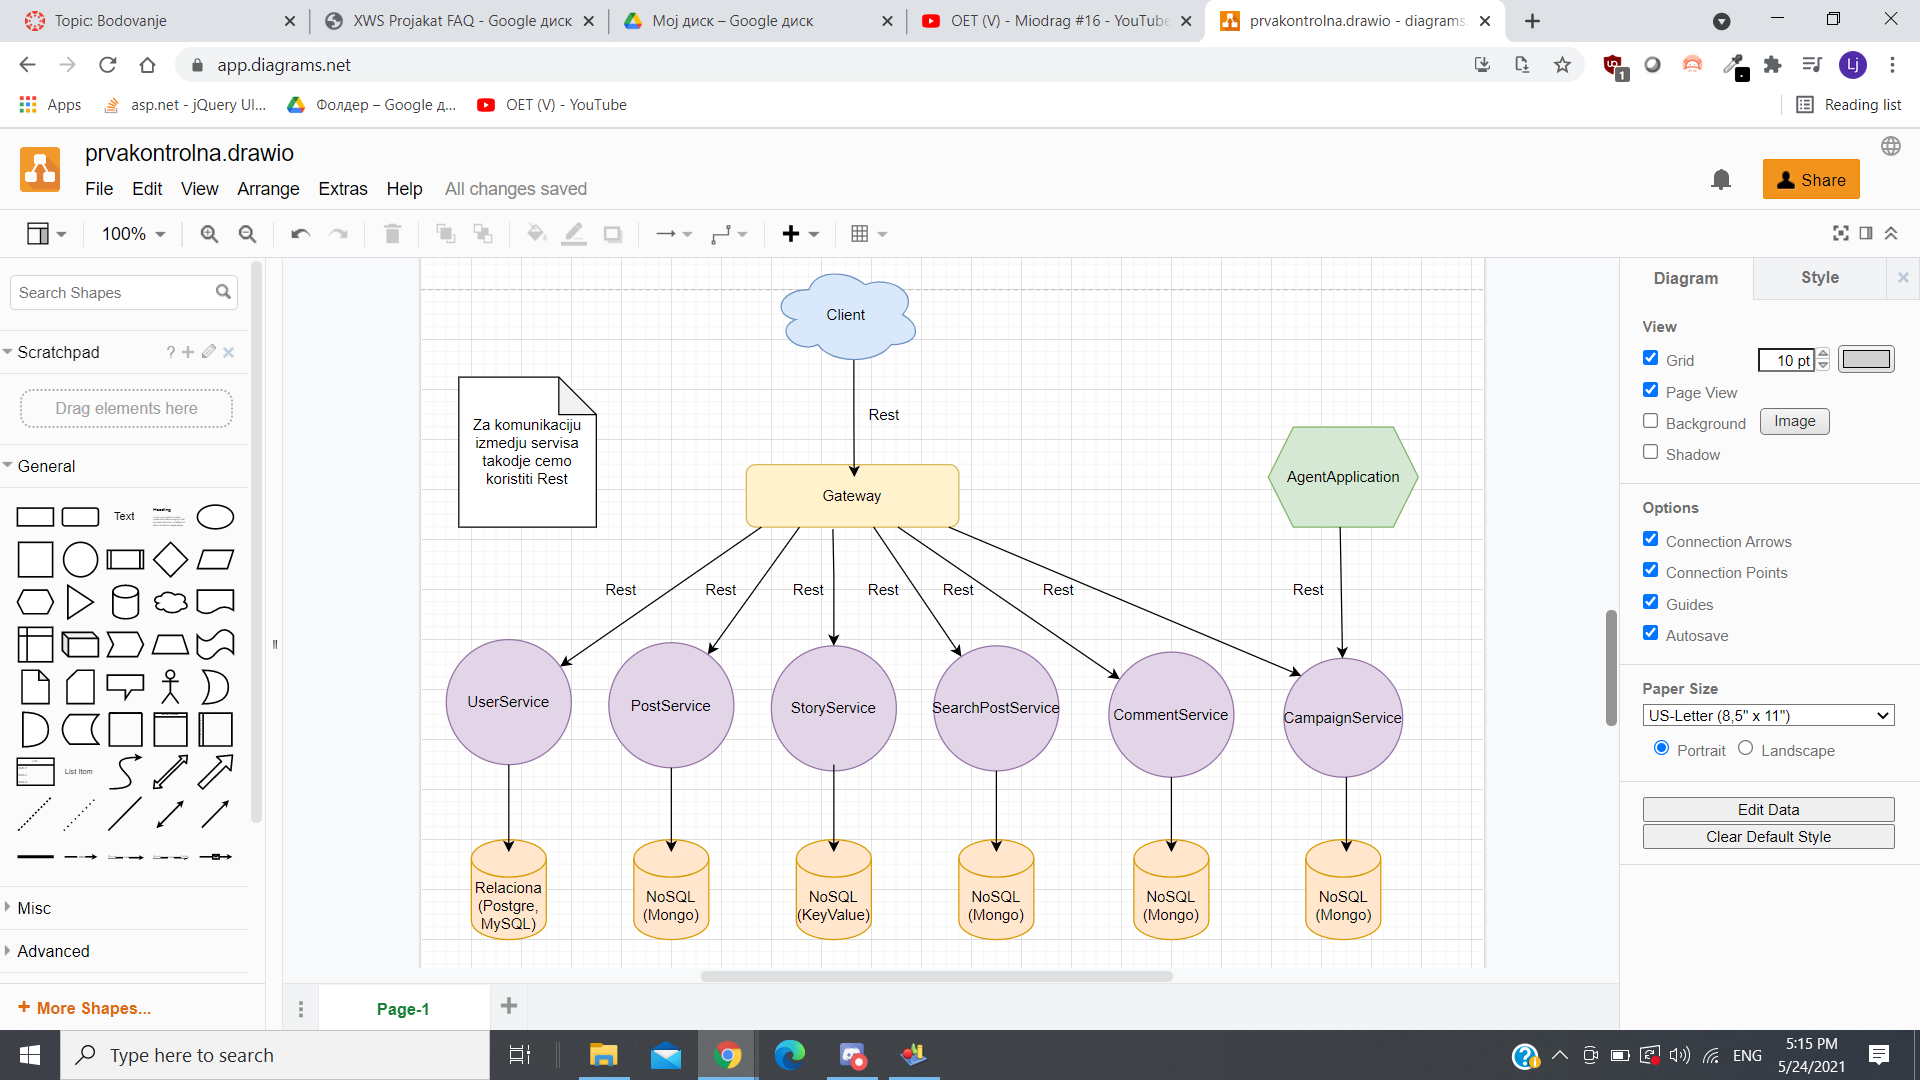 Topic: Bodovanje
XWS Projakat FAQ - Google диск
Мој диск – Google диск
OET (V) - Miodrag #16 - YouTube
prvakontrolna.drawio - diagrams.
app.diagrams.net
1
Lj
Apps
asp.net - jQuery UI...
Фолдер – Google д...
OET (V) - YouTube
Reading list
prvakontrolna.drawio
File Edit View Arrange Extras Help All changes saved
Share
100%
Search Shapes
Scratchpad
?
Drag elements here
General
Text
Heading
List Item
Misc
Advanced
+ More Shapes...
Client
Rest
Za komunikaciju
izmedju servisa
takodje cemo
koristiti Rest
Gateway
AgentApplication
Rest
Rest
Rest
Rest
Rest
Rest
Rest
UserService
PostService
StoryService
SearchPostService
CommentService
CampaignService
Relaciona
(Postgre,
MySQL)
NoSQL
(Mongo)
NoSQL
(KeyValue)
NoSQL
(Mongo)
NoSQL
(Mongo)
NoSQL
(Mongo)
Page-1
Diagram
Style
View
Grid
10 pt
Page View
Background
Image
Shadow
Options
Connection Arrows
Connection Points
Guides
Autosave
Paper Size
US-Letter (8,5" x 11")
Portrait
Landscape
Edit Data
Clear Default Style
Type here to search
ENG
5:15 PM
5/24/2021